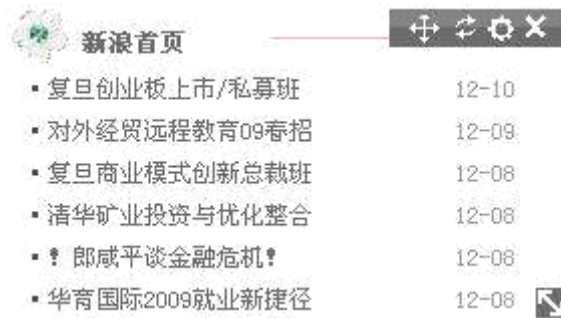 新浪首页
复旦创业板上市/私募班 12-10
对外经贸远程教育09春招 12-09
复旦商业模式创新总裁班 12-08
清华矿业投资与优化整合 12-08
❢ 郎咸平谈金融危机❢ 12-08
华育国际2009就业新捷径 12-08